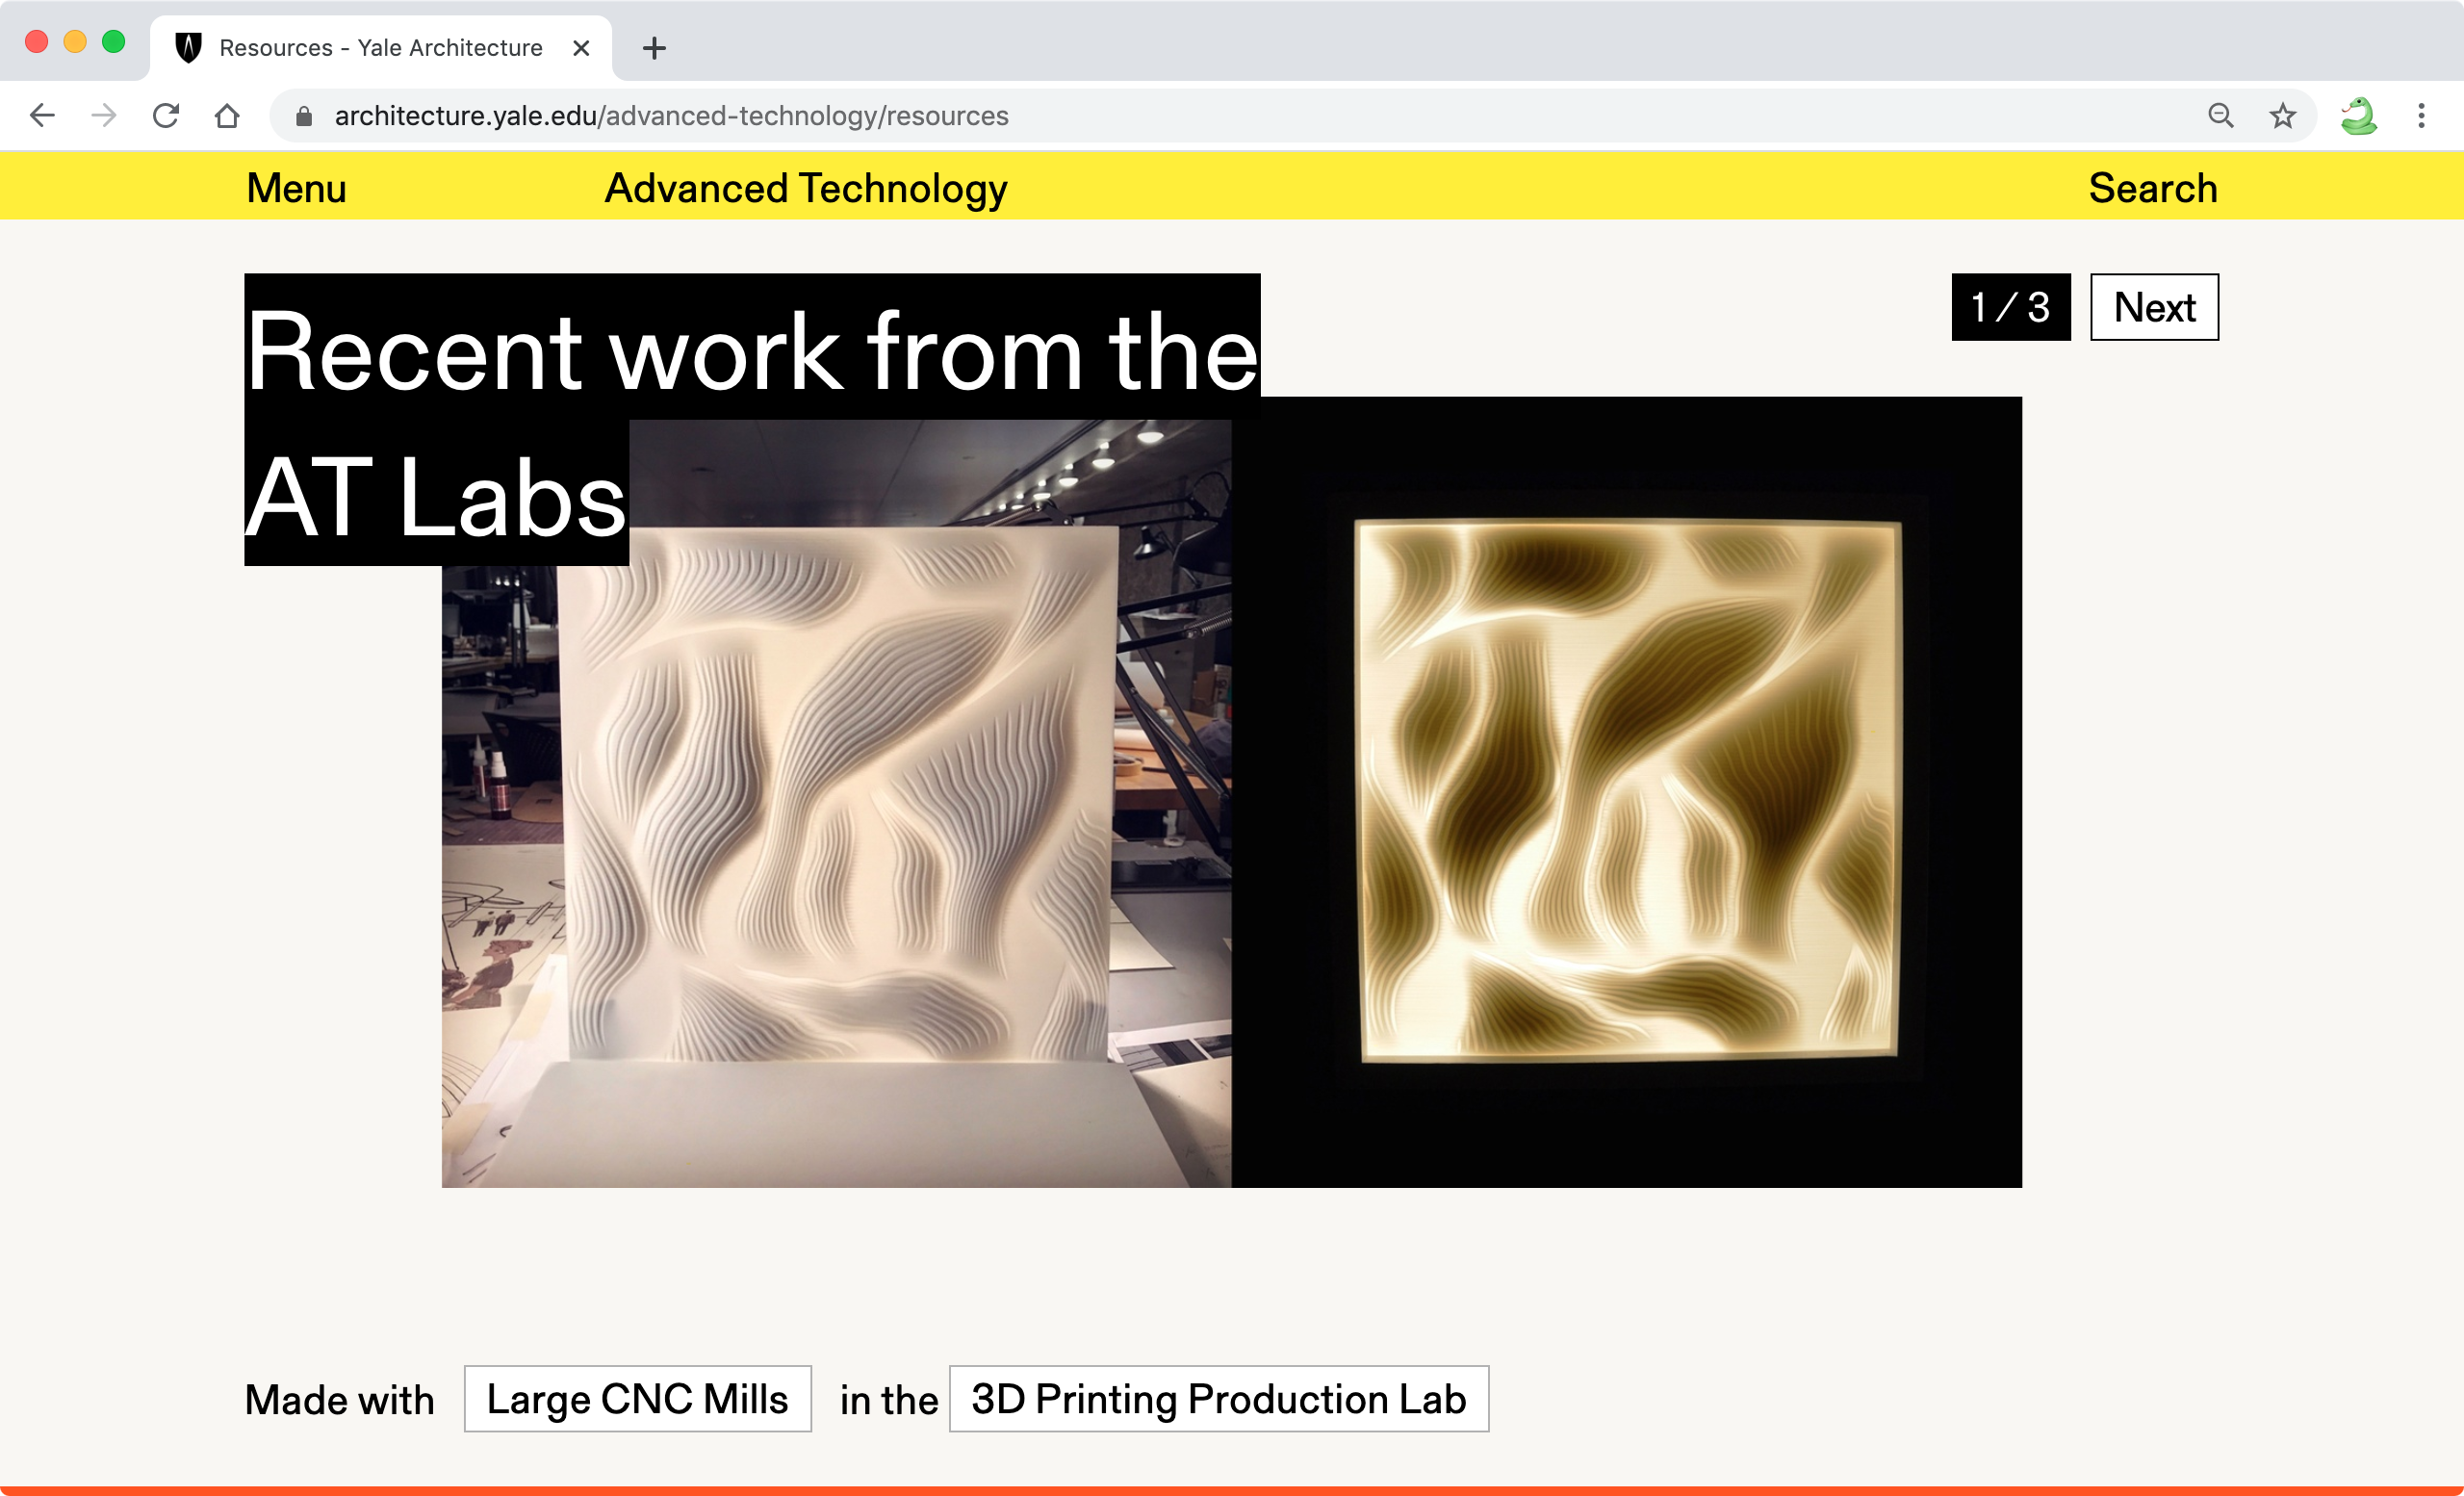 Resources - Yale Architecture
architecture.yale.edu/advanced-technology/resources
Menu
Advanced Technology
Search
Recent work from the
AT Labs
1 / 3
Next
Made with Large CNC Mills in the 3D Printing Production Lab